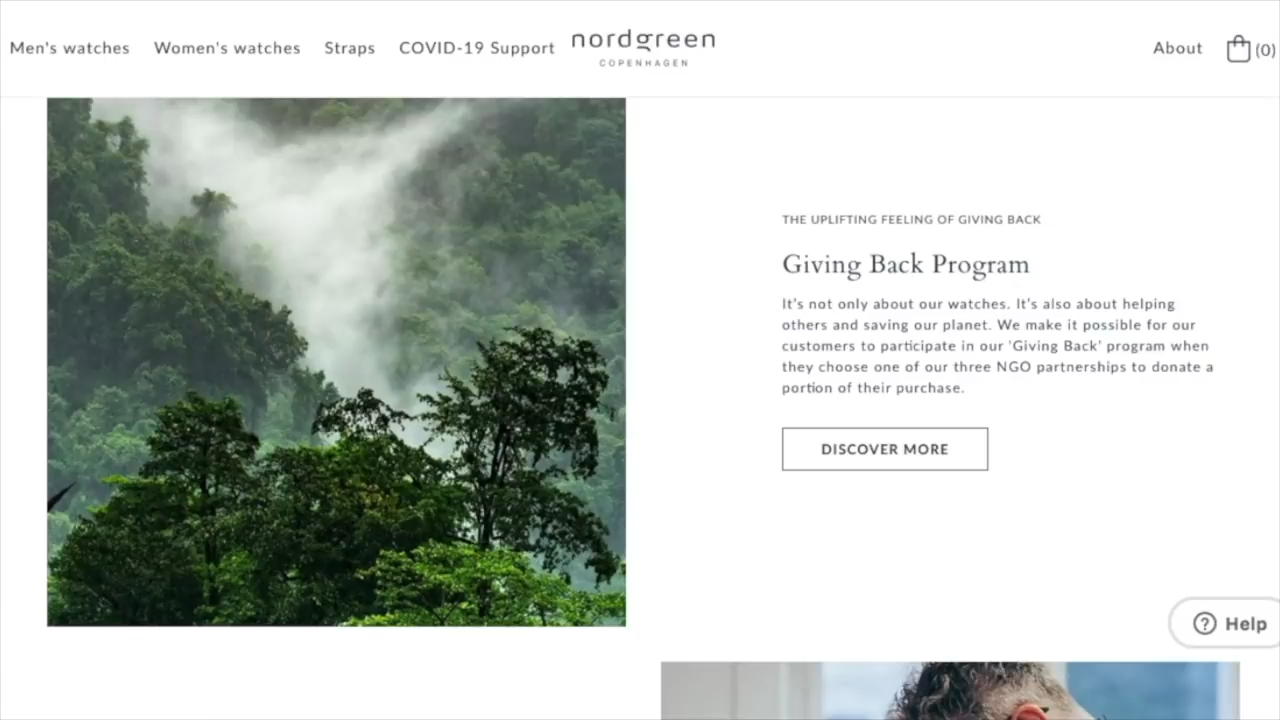 Men's watches Women's watches Straps COVID-19 Support nordgreen About (0)
COPENHAGEN
THE UPLIFTING FEELING OF GIVING BACK
Giving Back Program
It's not only about our watches. It's also about helping
others and saving our planet. We make it possible for our
customers to participate in our 'Giving Back' program when
they choose one of our three NGO partnerships to donate a
portion of their purchase.
DISCOVER MORE
? Help